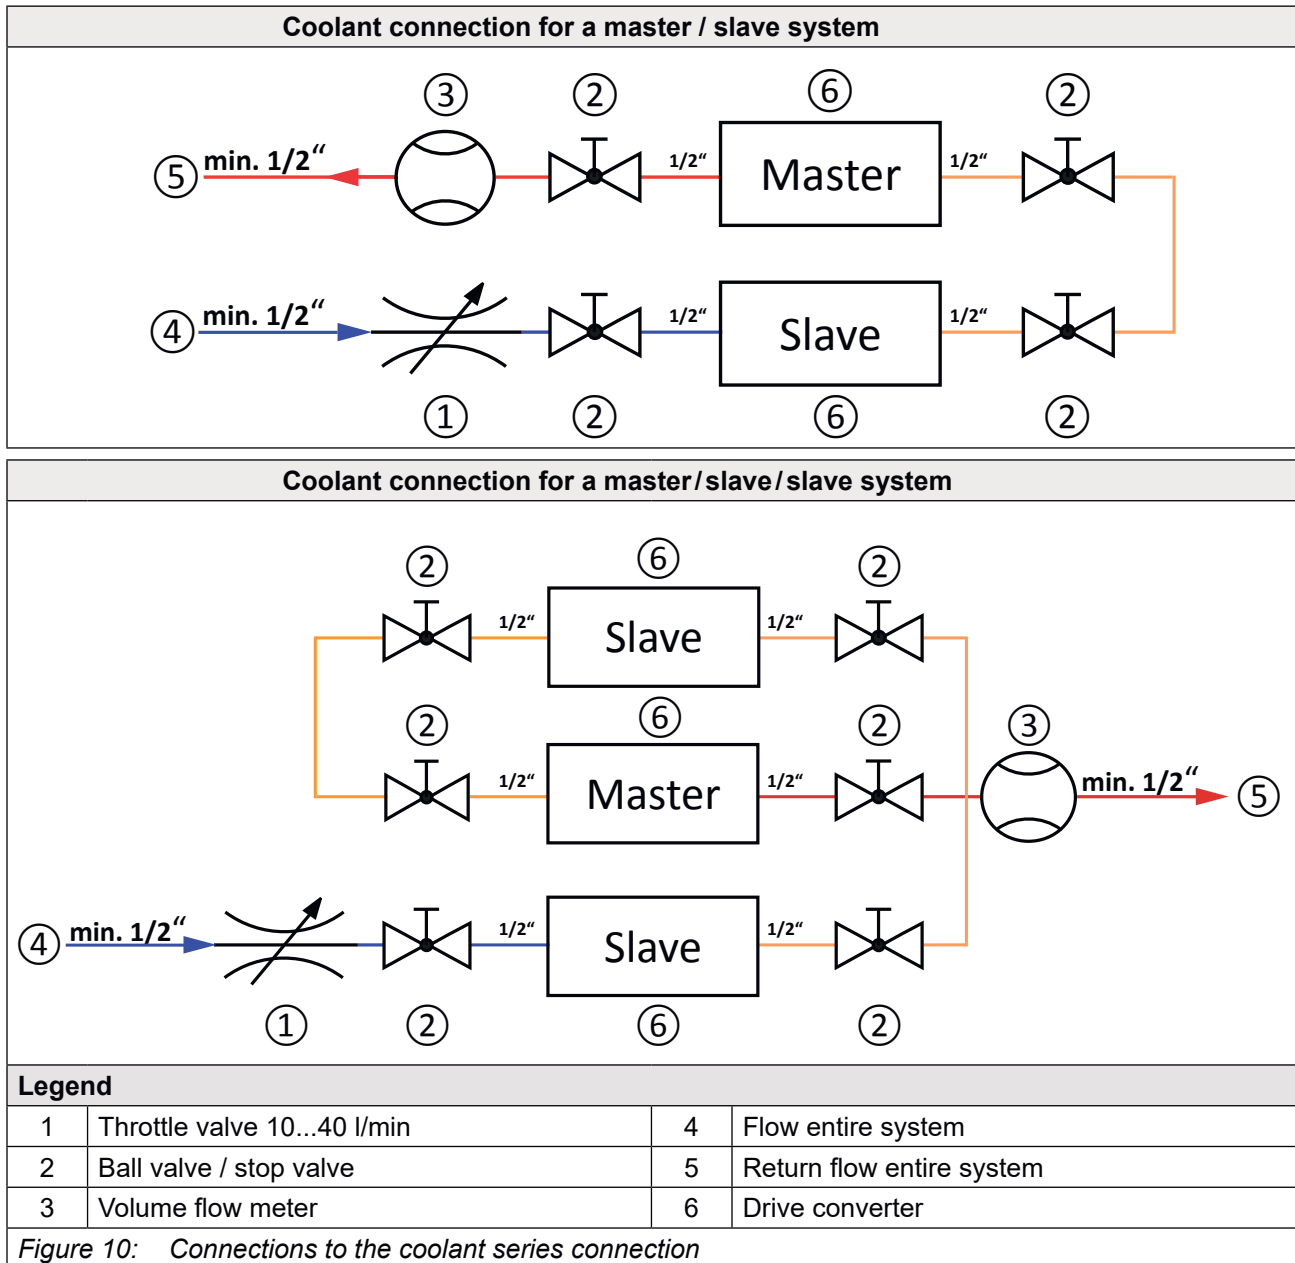 Coolant connection for a master / slave system
③ ② ⑥ ②
⑤ min. 1/2“ 1/2“ Master 1/2“
④ min. 1/2“ 1/2“ Slave 1/2“
① ② ⑥ ②
Coolant connection for a master/slave/slave system
② ⑥ ②
1/2“ Slave 1/2“
② ⑥ ② ③
1/2“ Master 1/2“ min. 1/2“ ⑤
④ min. 1/2“ 1/2“ Slave 1/2“
① ② ⑥ ②
Legend
1 Throttle valve 10...40 l/min 4 Flow entire system
2 Ball valve / stop valve 5 Return flow entire system
3 Volume flow meter 6 Drive converter
Figure 10: Connections to the coolant series connection